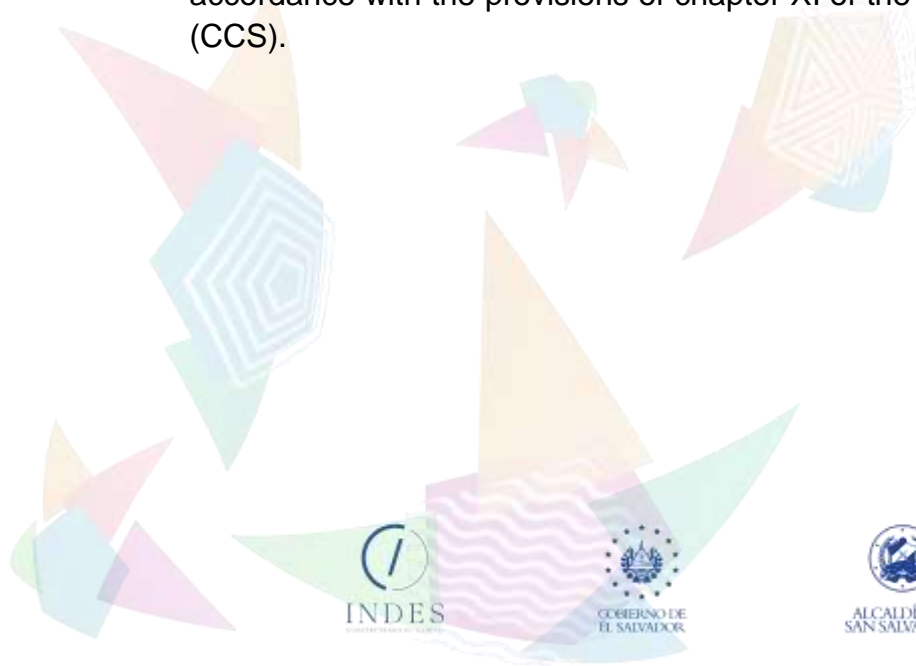 accordance with the provisions of chapter XI of the
(CCS).
INDES
GOBIERNO DE
EL SALVADOR